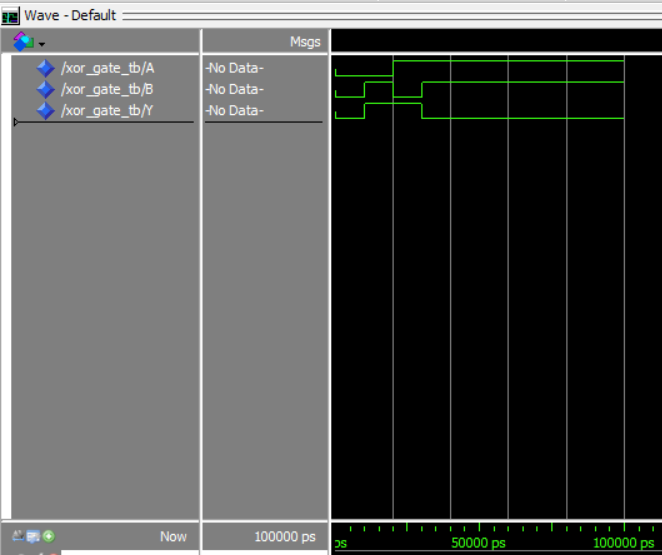 Wave - Default
Msgs
/xor_gate_tb/A -No Data-
/xor_gate_tb/B -No Data-
/xor_gate_tb/Y -No Data-
Now 100000 ps
ps 50000 ps 100000 ps